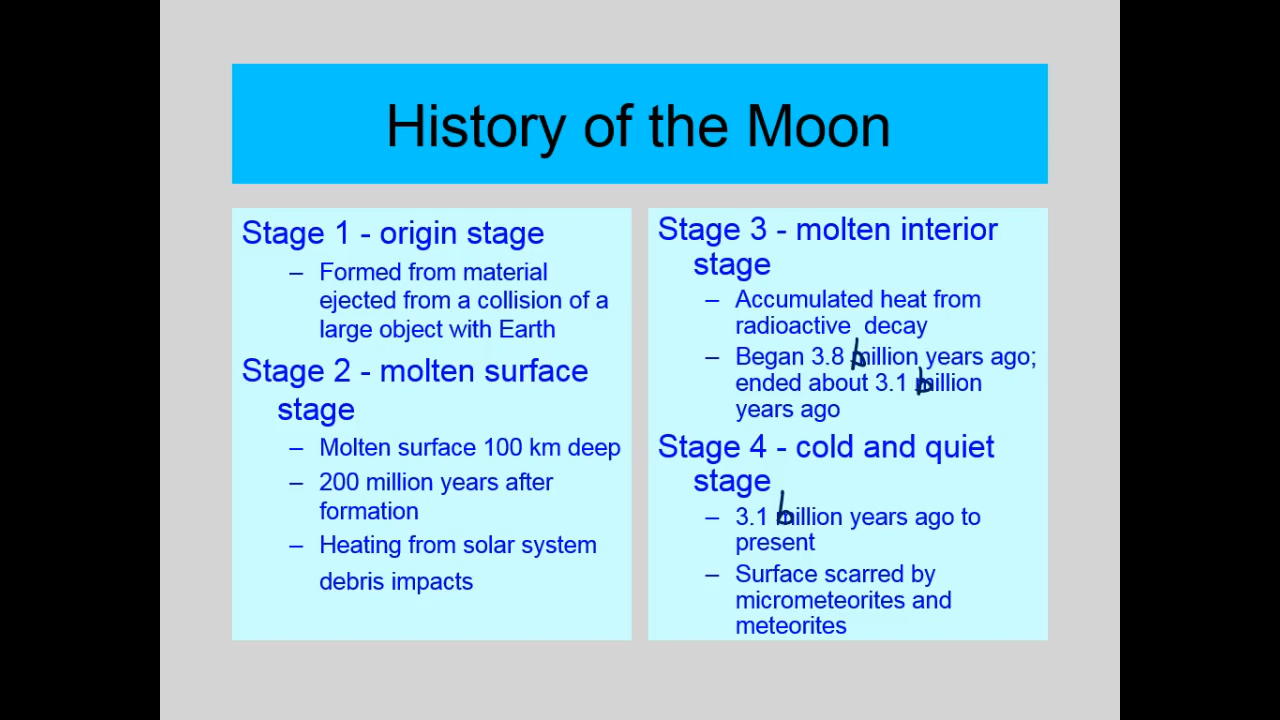 History of the Moon
Stage 1 - origin stage
– Formed from material
ejected from a collision of a
large object with Earth
Stage 2 - molten surface
stage
– Molten surface 100 km deep
– 200 million years after
formation
– Heating from solar system
debris impacts
Stage 3 - molten interior
stage
– Accumulated heat from
radioactive decay
– Began 3.8 billion years ago;
ended about 3.1 billion
years ago
Stage 4 - cold and quiet
stage
– 3.1 billion years ago to
present
– Surface scarred by
micrometeorites and
meteorites